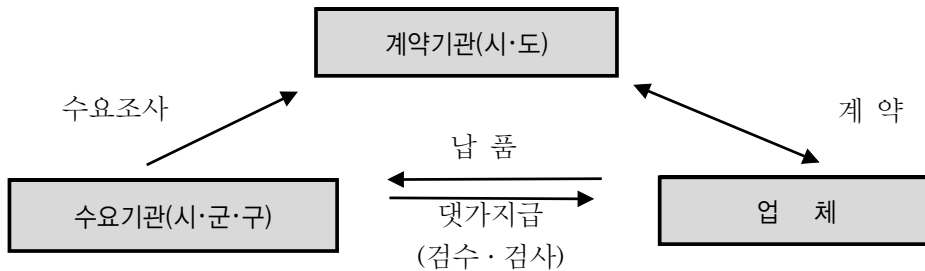 계약기관(시·도)
수요조사
계 약
납 품
수요기관(시·군·구)
업 체
댓가지급
(검수·검사)